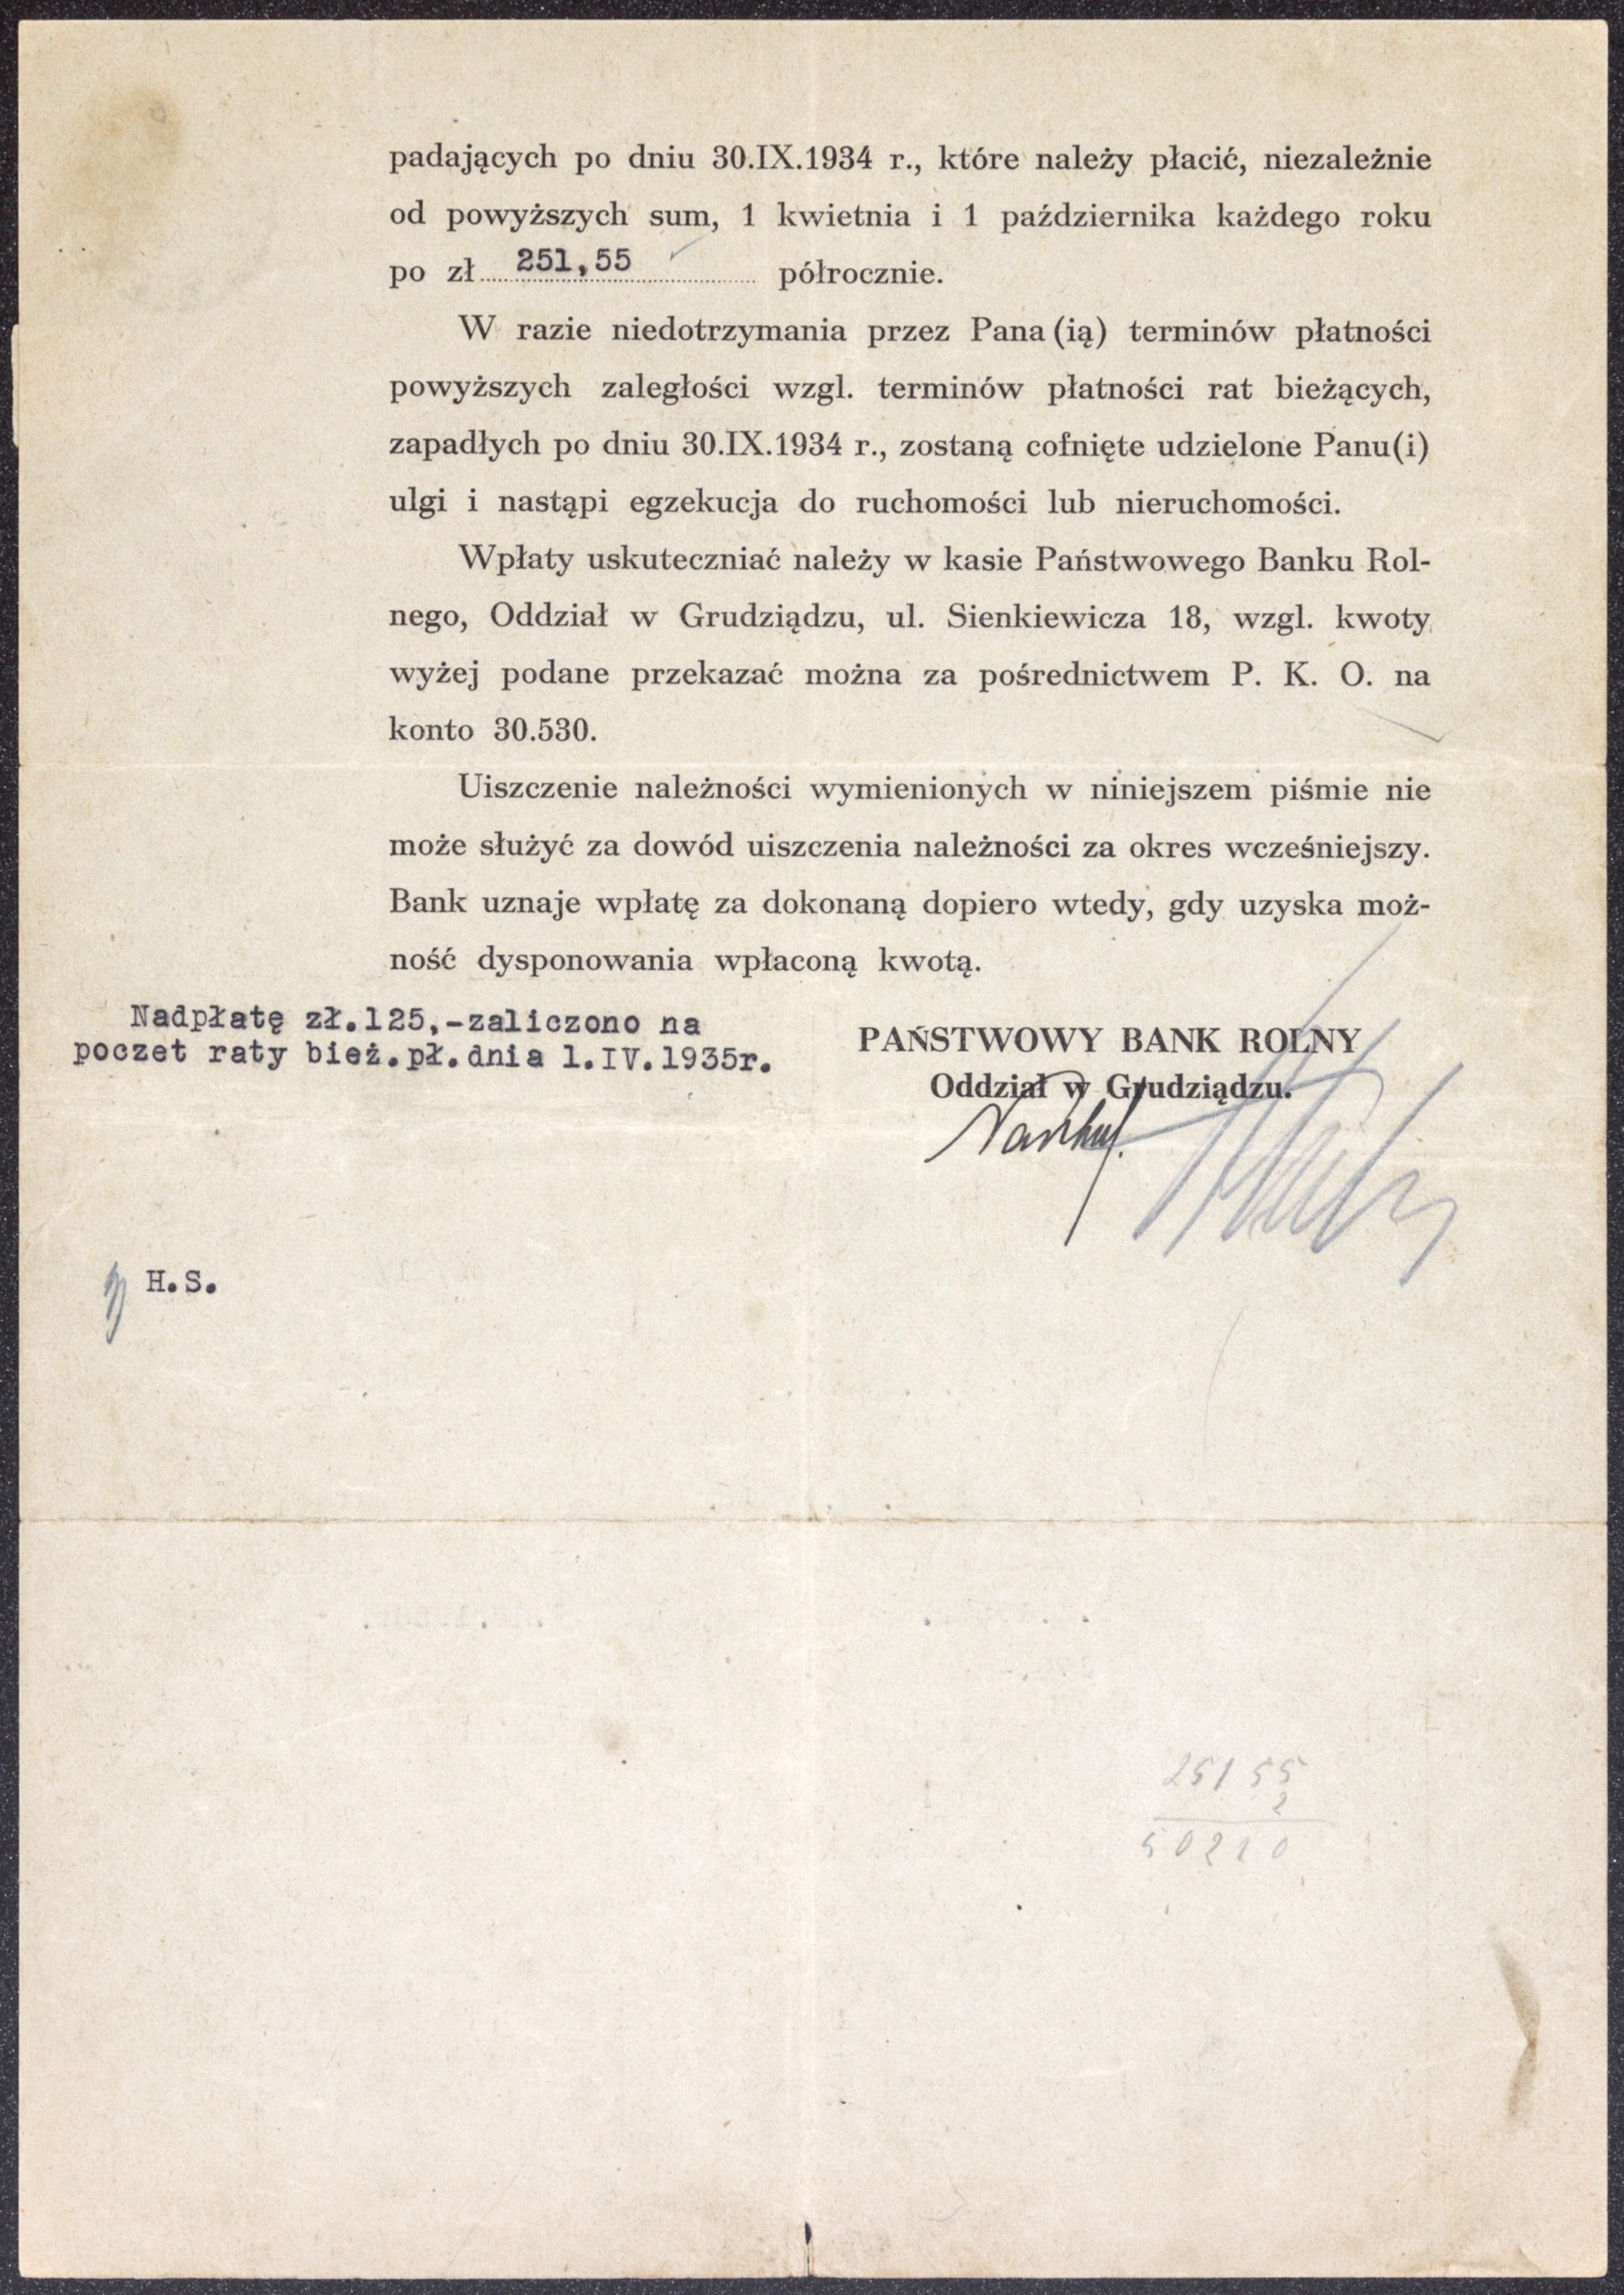 padających po dniu 30.IX.1934 r., które należy płacić, niezależnie
od powyższych sum, 1 kwietnia i 1 października każdego roku
po zł 251,55 półrocznie.
W razie niedotrzymania przez Pana (ią) terminów płatności
powyższych zaległości wzgl. terminów płatności rat bieżących,
zapadłych po dniu 30.IX.1934 r., zostaną cofnięte udzielone Panu(i)
ulgi i nastąpi egzekucja do ruchomości lub nieruchomości.
Wpłaty uskuteczniać należy w kasie Państwowego Banku Rol-
nego, Oddział w Grudziądzu, ul. Sienkiewicza 18, wzgl. kwoty
wyżej podane przekazać można za pośrednictwem P. K. O. na
konto 30.530.
Uiszczenie należności wymienionych w niniejszem piśmie nie
może służyć za dowód uiszczenia należności za okres wcześniejszy.
Bank uznaje wpłatę za dokonaną dopiero wtedy, gdy uzyska moż-
ność dysponowania wpłaconą kwotą.
Nadpłatę zł.125,-zaliczono na
poczet raty bież.pł.dnia 1.IV.1935r.
PAŃSTWOWY BANK ROLNY
Oddział w Grudziądzu.
H.S.
251 55
2
50210